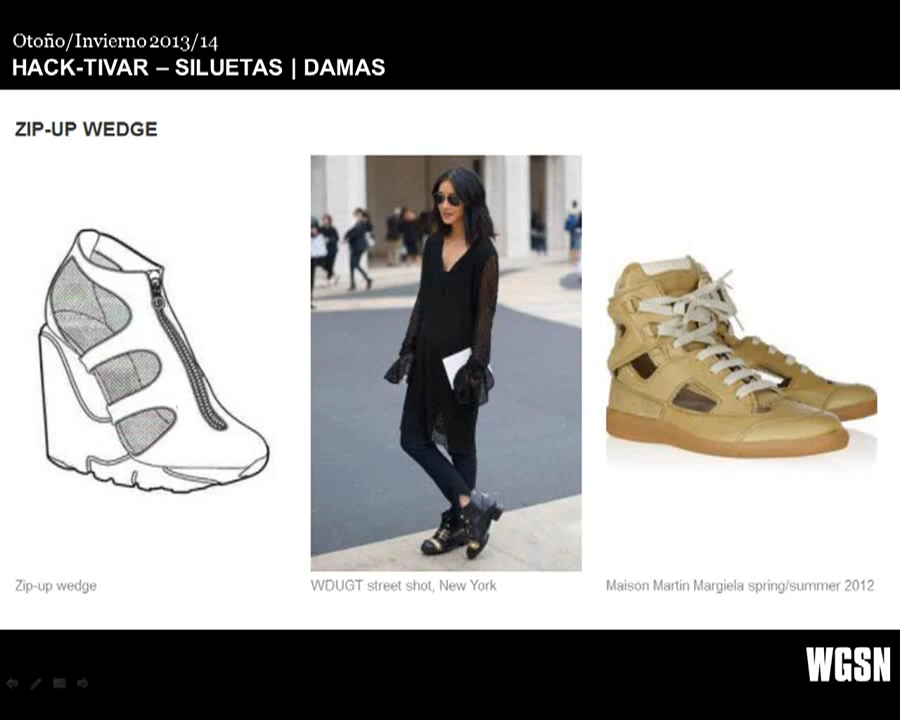 Otoño/Invierno 2013/14
HACK-TIVAR – SILUETAS | DAMAS
ZIP-UP WEDGE
Zip-up wedge
WDUGT street shot, New York
Maison Martin Margiela spring/summer 2012
WGSN